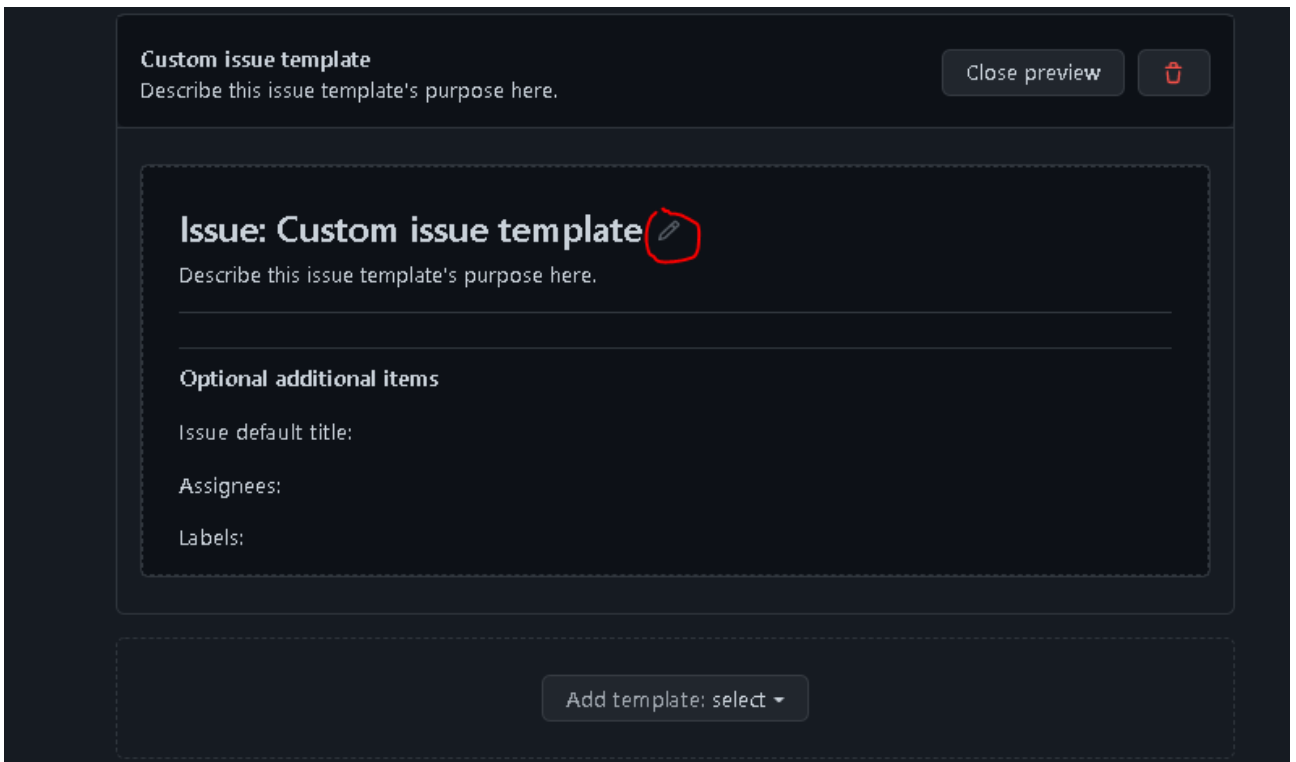 Custom issue template
Describe this issue template's purpose here.
Close preview
Issue: Custom issue template
Describe this issue template's purpose here.
Optional additional items
Issue default title:
Assignees:
Labels:
Add template: select